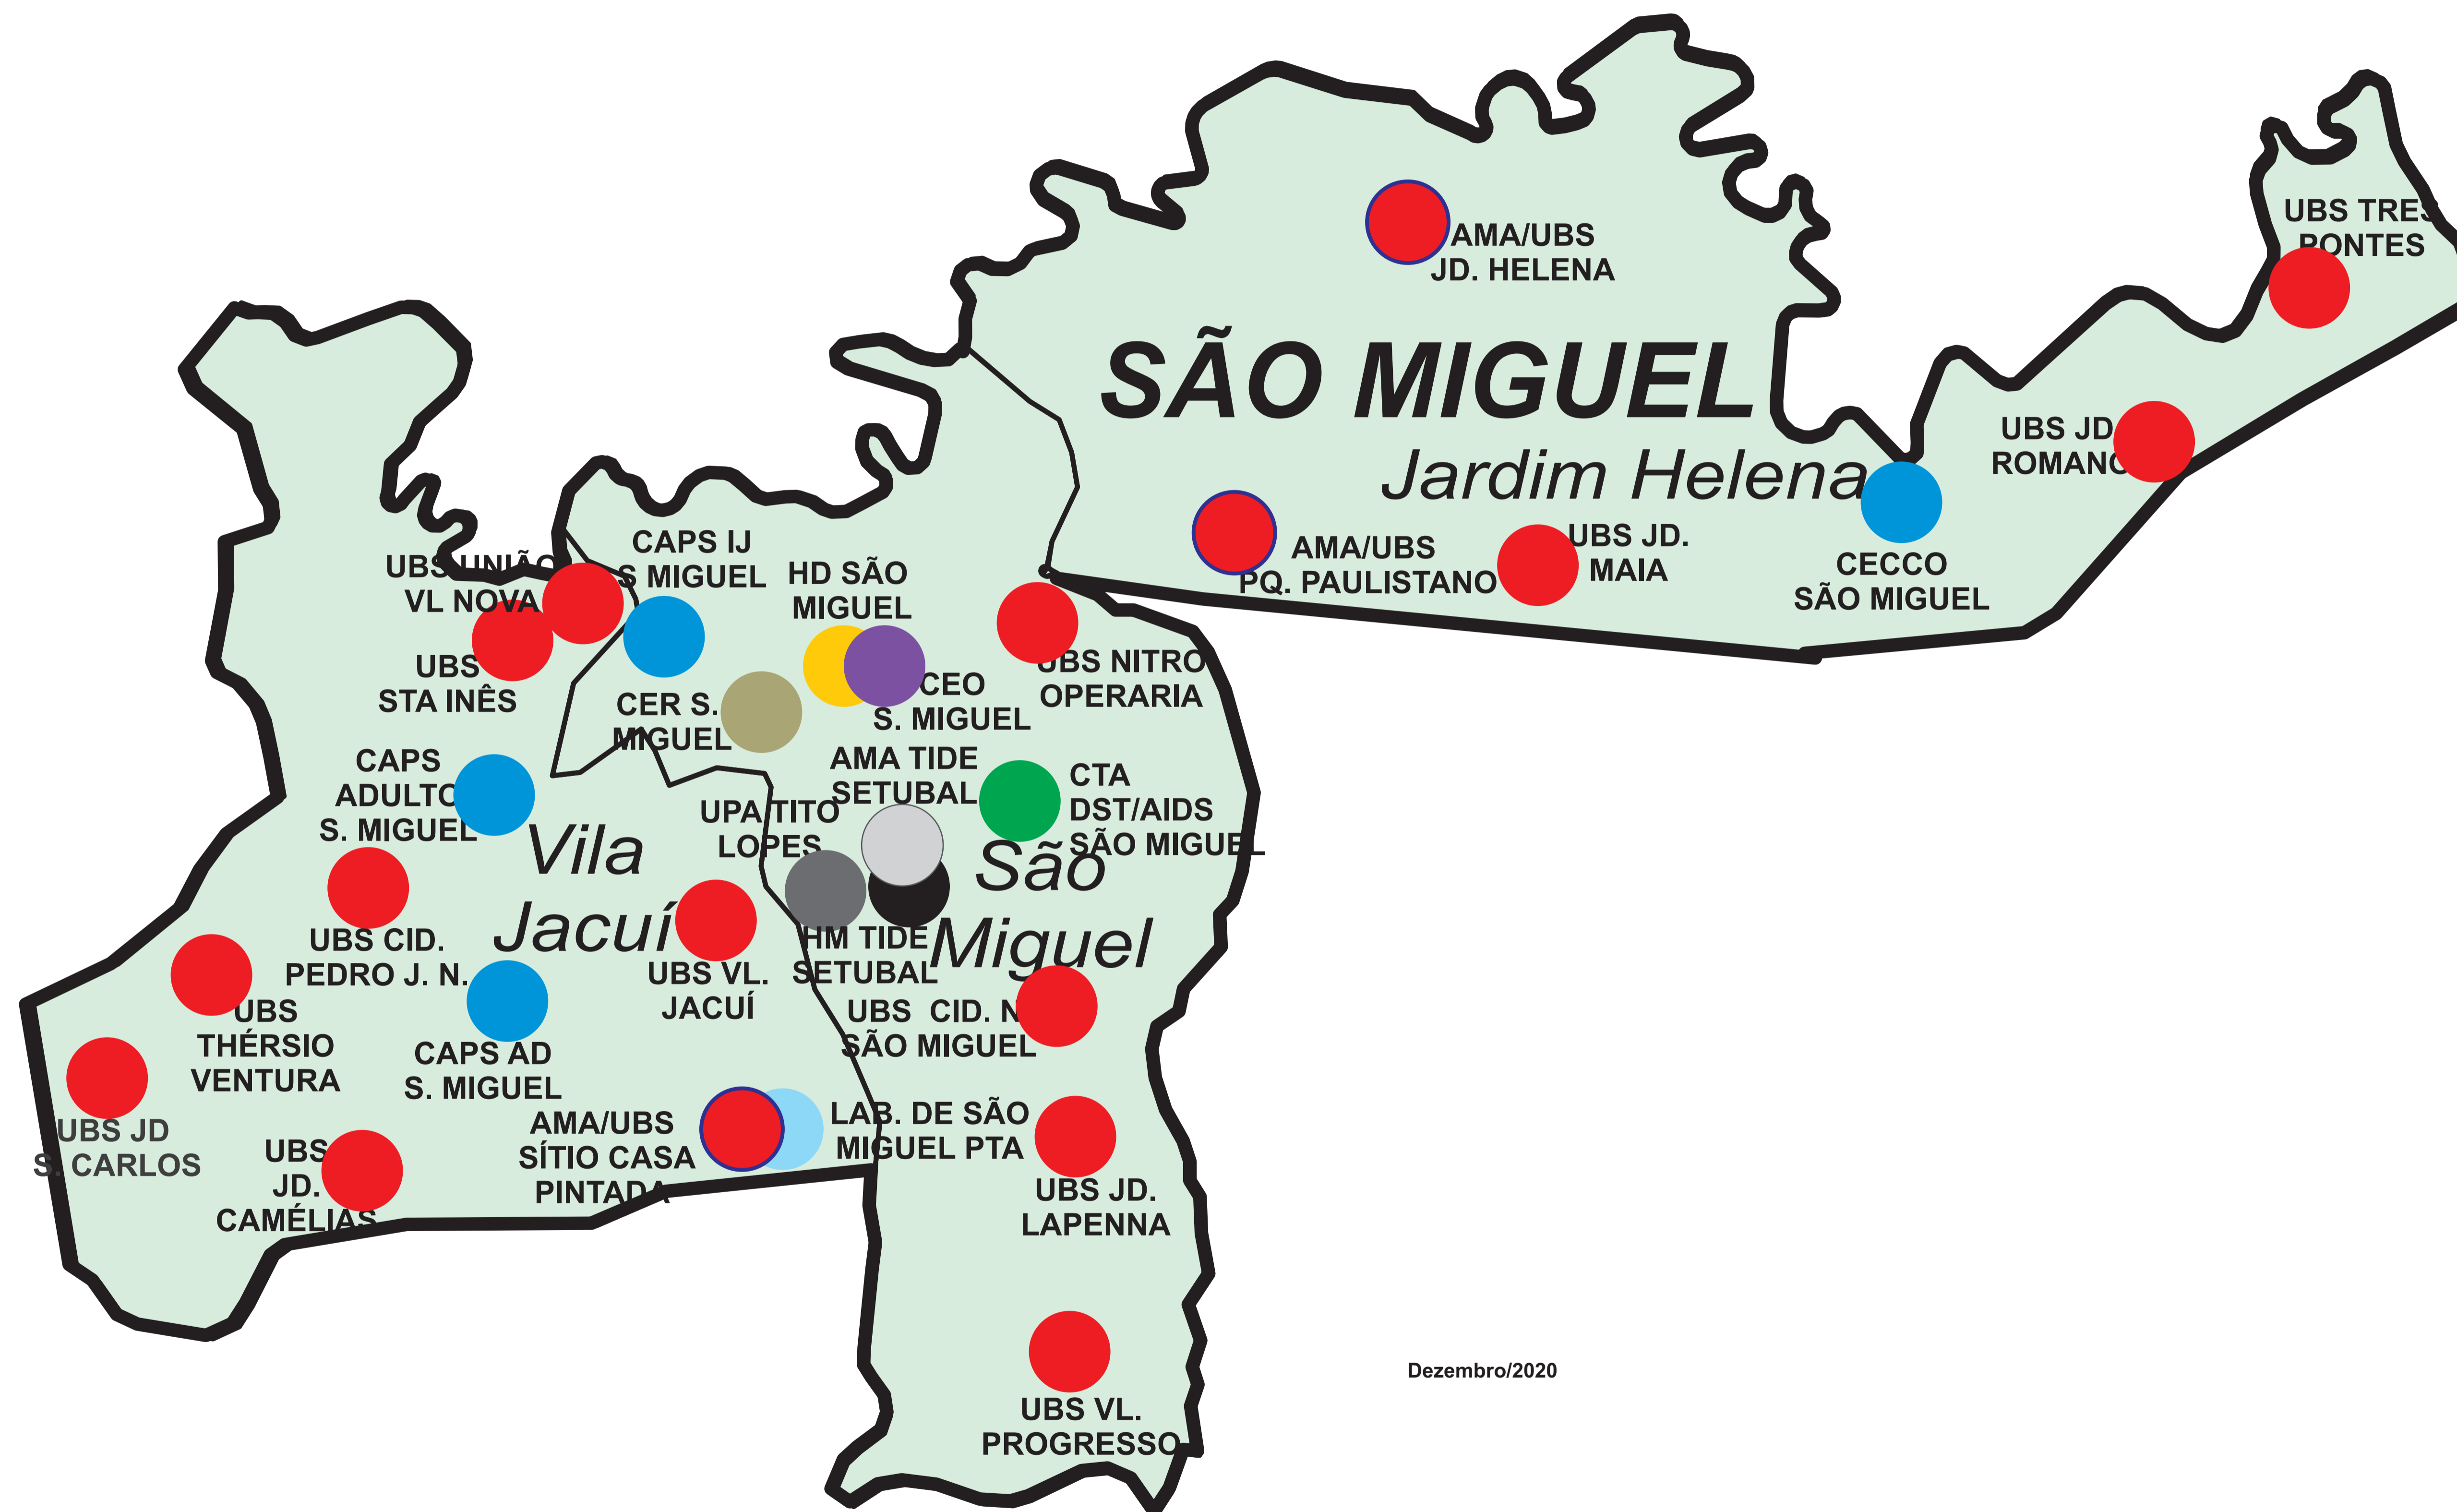 UBS TRES
PONTES
AMA/UBS
JD. HELENA
SÃO MIGUEL
Jardim Helena
UBS JD
ROMANO
AMA/UBS
PQ. PAULISTANO
UBS JD.
MAIA
CECCO
SÃO MIGUEL
UBS UNIÃO
VL NOVA
CAPS IJ
S MIGUEL
HD SÃO
MIGUEL
UBS
STA INÊS
CER S.
MIGUEL
CEO
S. MIGUEL
UBS NITRO
OPERARIA
CAPS
ADULTO
S. MIGUEL
AMA TIDE
SETUBAL
CTA
DST/AIDS
SÃO MIGUEL
UPA TITO
LOPES
Vila
Jacuí
São
Miguel
UBS CID.
PEDRO J. N.
UBS VL.
JACUÍ
HM TIDE
SETUBAL
UBS
THÉRSIO
VENTURA
UBS CID. N
SÃO MIGUEL
CAPS AD
S. MIGUEL
UBS JD
S. CARLOS
UBS
JD.
CAMÉLIAS
AMA/UBS
SÍTIO CASA
PINTADA
LAB. DE SÃO
MIGUEL PTA
UBS JD.
LAPENNA
UBS VL.
PROGRESSO
Dezembro/2020